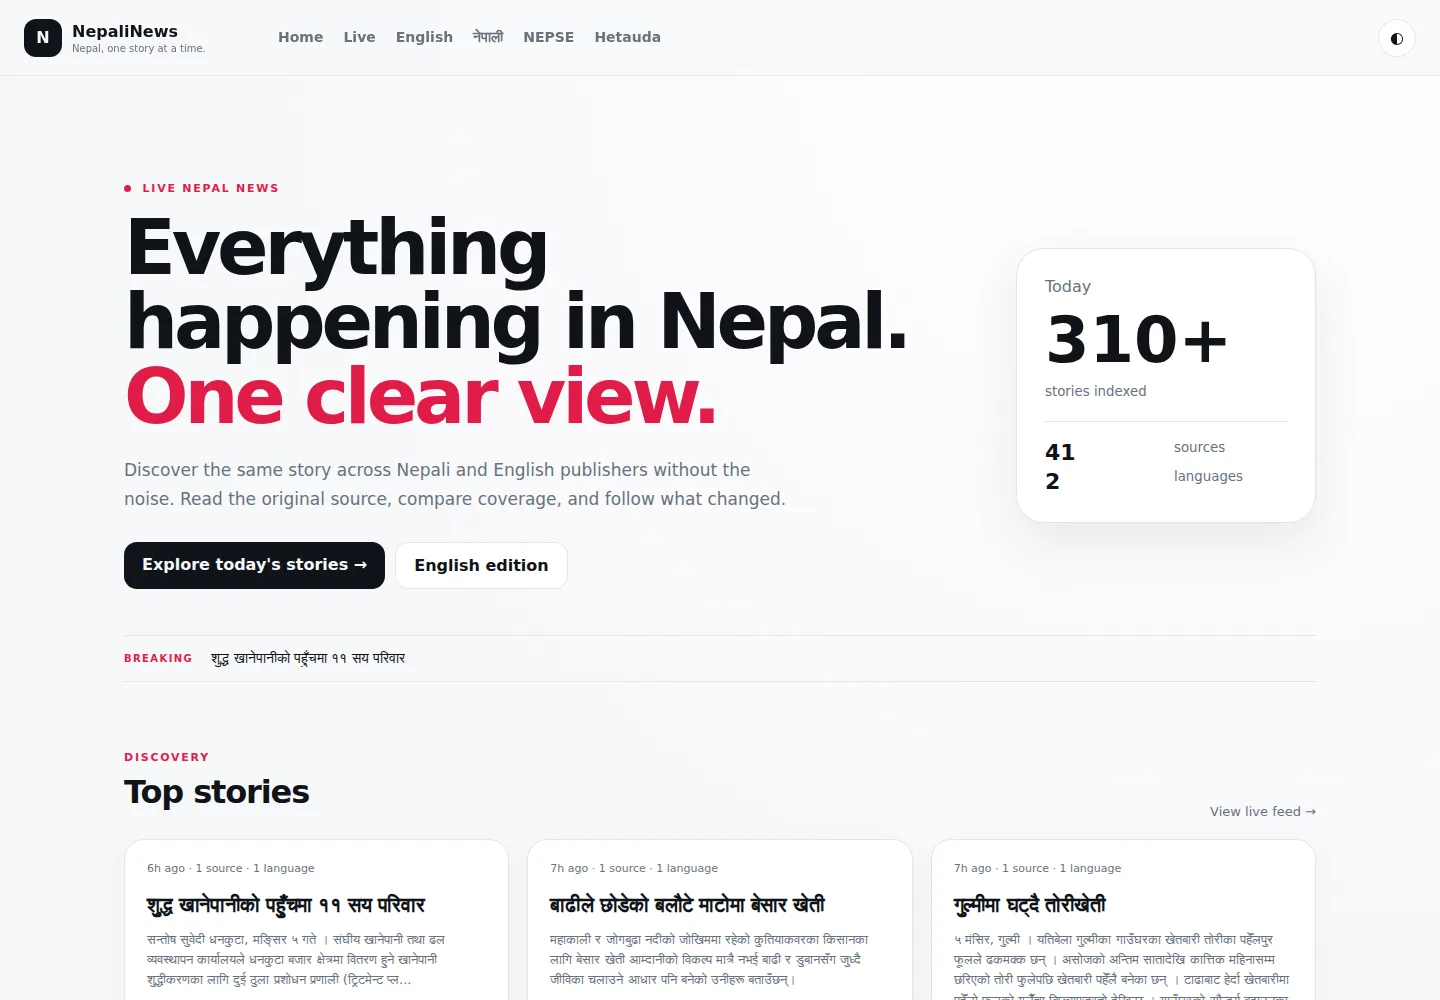 N
NepaliNews
Nepal, one story at a time.
Home Live English नेपाली NEPSE Hetauda
LIVE NEPAL NEWS
Everything
happening in Nepal.
One clear view.
Discover the same story across Nepali and English publishers without the
noise. Read the original source, compare coverage, and follow what changed.
Explore today's stories →
English edition
Today
310+
stories indexed
41 sources
2 languages
BREAKING शुद्ध खानेपानीको पहुँचमा ११ सय परिवार
DISCOVERY
Top stories
View live feed →
6h ago · 1 source · 1 language
शुद्ध खानेपानीको पहुँचमा ११ सय परिवार
सन्तोष सुवेदी धनकुटा, मङ्सिर ५ गते । संघीय खानेपानी तथा ढल
व्यवस्थापन कार्यालयले धनकुटा बजार क्षेत्रमा वितरण हुने खानेपानी
शुद्धीकरणका लागि दुई ठुला प्रशोधन प्रणाली (ट्रिटमेन्ट प्ल...
7h ago · 1 source · 1 language
बाढीले छोडेको बलौटे माटोमा बेसार खेती
महाकाली र जोगबुढा नदीको जोखिममा रहेको कुतियाकवरका किसानका
लागि बेसार खेती आम्दानीको विकल्प मात्रै नभई बाढी र डुबानसँग जुध्दै
जीविका चलाउने आधार पनि बनेको उनीहरू बताउँछन्।
7h ago · 1 source · 1 language
गुल्मीमा घट्दै तोरीखेती
५ मंसिर, गुल्मी । यतिबेला गुल्मीका गाउँघरका खेतबारी तोरीका पहेँलपुर
फूलले ढकमक्क छन् । असोजको अन्तिम सातादेखि कात्तिक महिनासम्म
छरिएको तोरी फुलेपछि खेतबारी पहेँलै बनेका छन् । टाढाबाट हेर्दा खेतबारीमा